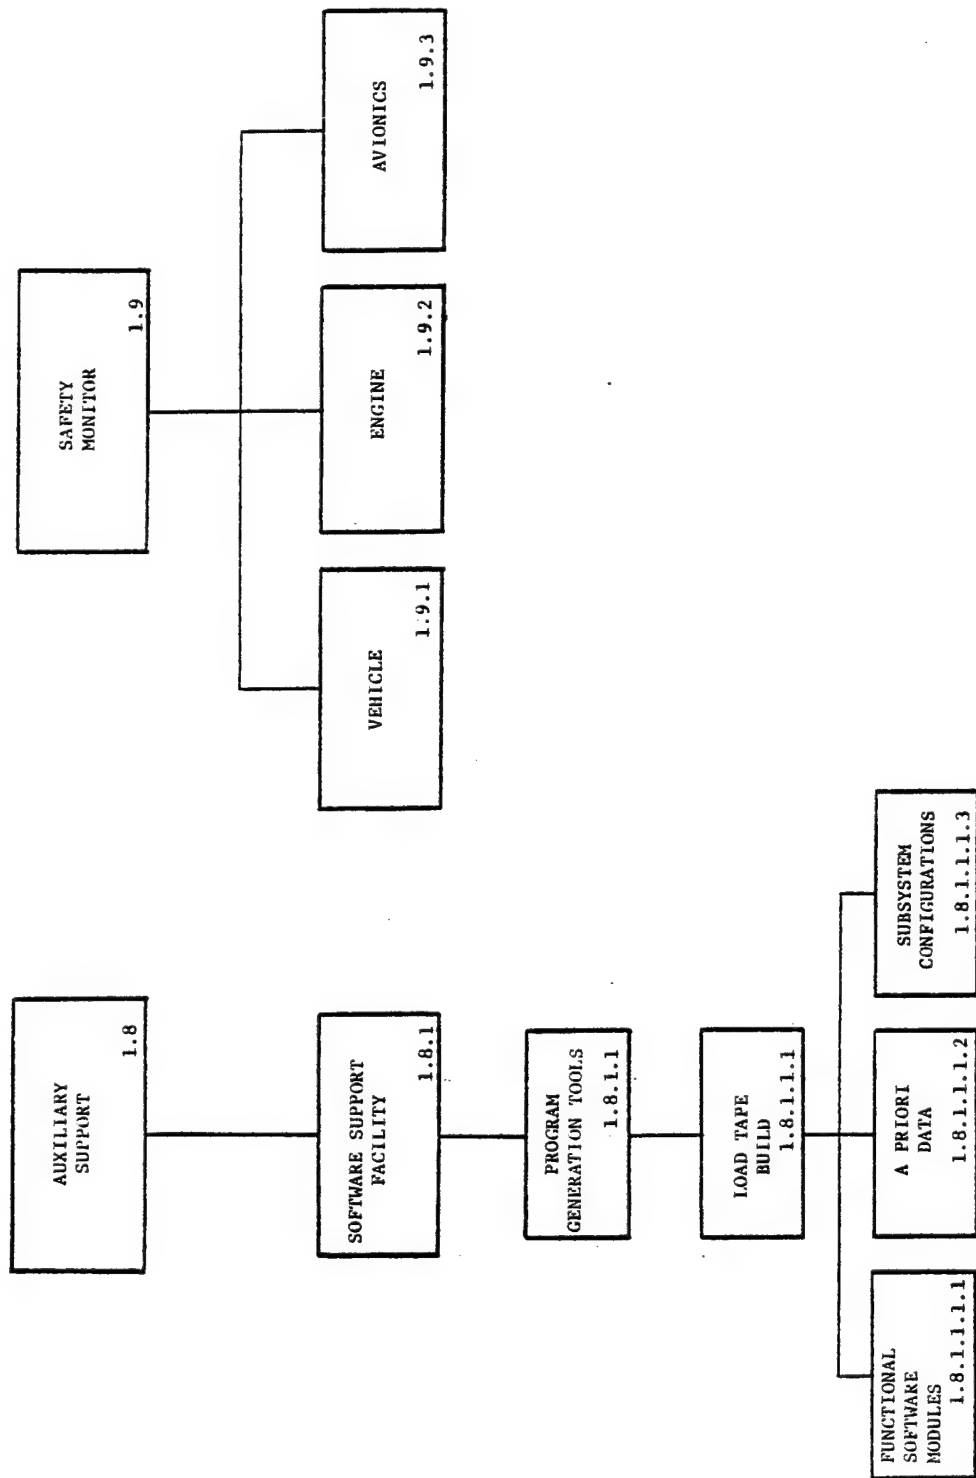 AUXILIARY
SUPPORT
1.8
SOFTWARE SUPPORT
FACILITY
1.8.1
PROGRAM
GENERATION TOOLS
1.8.1.1
LOAD TAPE
BUILD
1.8.1.1.1
FUNCTIONAL
SOFTWARE
MODULES
1.8.1.1.1.1
A PRIORI
DATA
1.8.1.1.1.2
SUBSYSTEM
CONFIGURATIONS
1.8.1.1.1.3
SAFETY
MONITOR
1.9
VEHICLE
1.9.1
ENGINE
1.9.2
AVIONICS
1.9.3